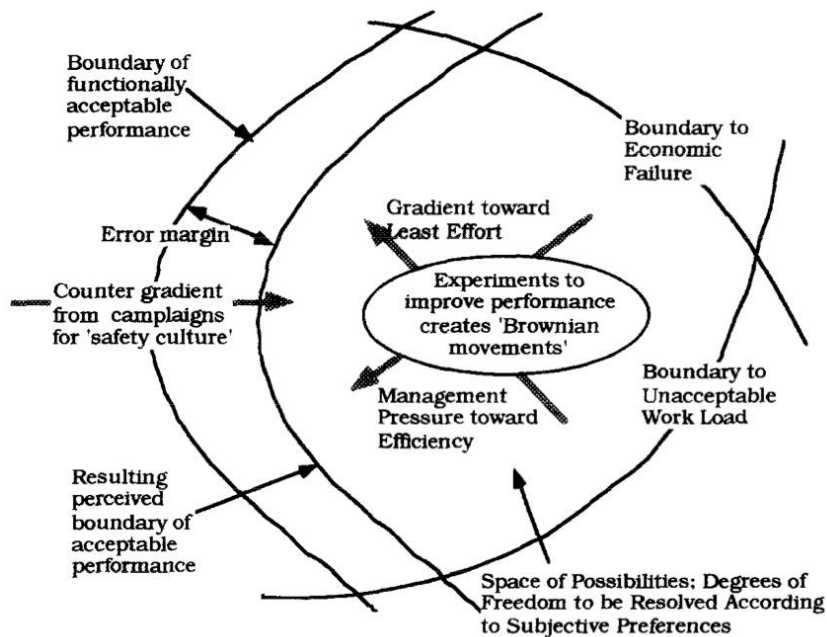 Boundary of
functionally
acceptable
performance
Boundary to
Economic
Failure
Gradient toward
Least Effort
Error margin
Experiments to
improve performance
creates 'Brownian
movements'
Counter gradient
from camplaigns
for 'safety culture'
Boundary to
Unacceptable
Work Load
Management
Pressure toward
Efficiency
Resulting
perceived
boundary of
acceptable
performance
Space of Possibilities; Degrees of
Freedom to be Resolved According
to Subjective Preferences